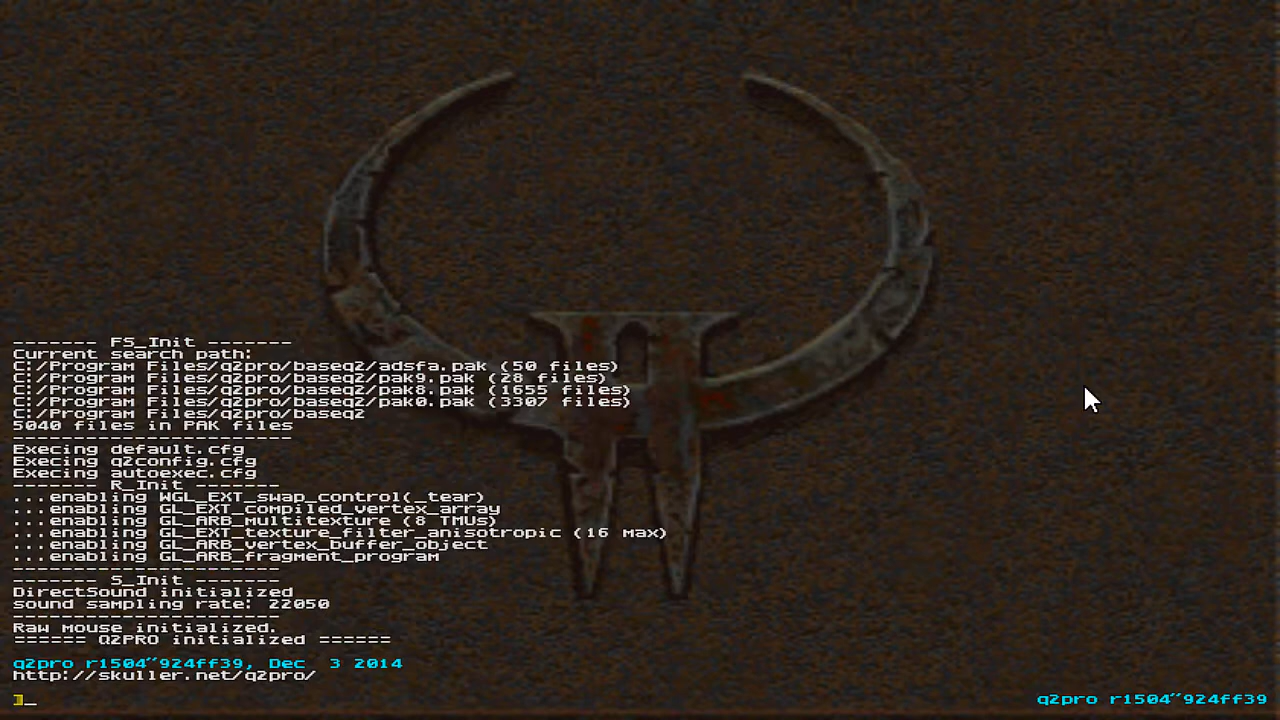 ------- FS_Init -------
Current search path:
C:/Program Files/q2pro/baseq2/adsfa.pak (50 files)
C:/Program Files/q2pro/baseq2/pak9.pak (28 files)
C:/Program Files/q2pro/baseq2/pak8.pak (1655 files)
C:/Program Files/q2pro/baseq2/pak0.pak (3307 files)
C:/Program Files/q2pro/baseq2
5040 files in PAK files
-----------------------
Execing default.cfg
Execing q2config.cfg
Execing autoexec.cfg
------- R_Init -------
...enabling WGL_EXT_swap_control(_tear)
...enabling GL_EXT_compiled_vertex_array
...enabling GL_ARB_multitexture (8 TMUs)
...enabling GL_EXT_texture_filter_anisotropic (16 max)
...enabling GL_ARB_vertex_buffer_object
...enabling GL_ARB_fragment_program
----------------------
------- S_Init -------
DirectSound initialized
sound sampling rate: 22050
----------------------
Raw mouse initialized.
====== Q2PRO initialized ======
q2pro r1504~924ff39, Dec  3 2014
http://skuller.net/q2pro/
]_
q2pro r1504~924ff39